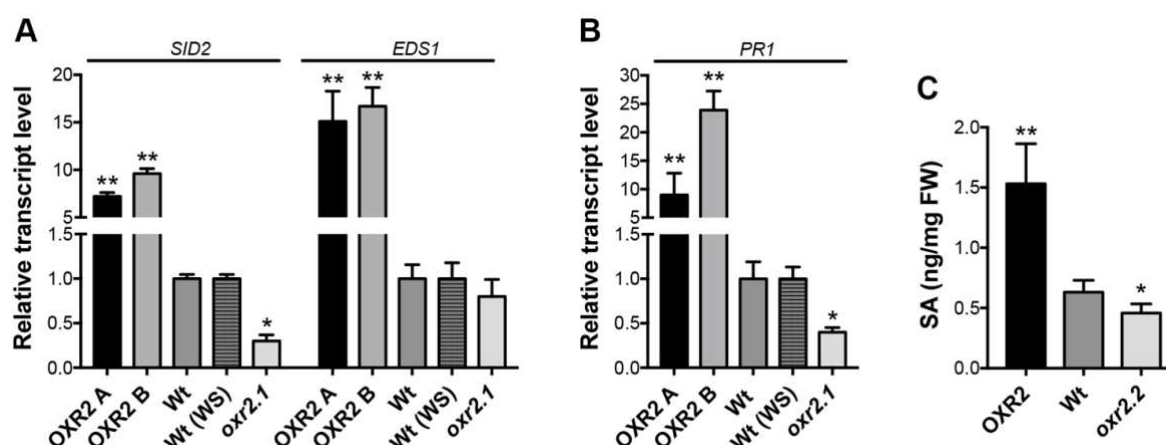 A
SID2
EDS1
Relative transcript level
20
15
10
5
1.5
1.0
0.5
0.0
** ** * ** **
OXR2 A
OXR2 B
Wt
Wt (WS)
oxr2.1
OXR2 A
OXR2 B
Wt
Wt (WS)
oxr2.1
B
PR1
Relative transcript level
30
25
20
15
10
5
1.5
1.0
0.5
0.0
** ** *
OXR2 A
OXR2 B
Wt
Wt (WS)
oxr2.1
C
SA (ng/mg FW)
2.0
1.5
1.0
0.5
0.0
** *
OXR2
Wt
oxr2.2